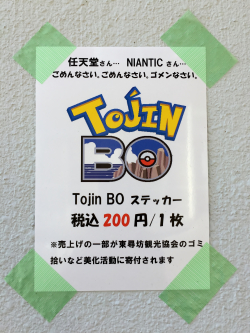 任天堂さん… NIANTICさん…
ごめんなさい。ごめんなさい。ゴメンなさい。
TOJIN
BO
Tojin BO ステッカー
税込 200 円/1 枚
※売上げの一部が東尋坊観光協会のゴミ
拾いなど美化活動に寄付されます